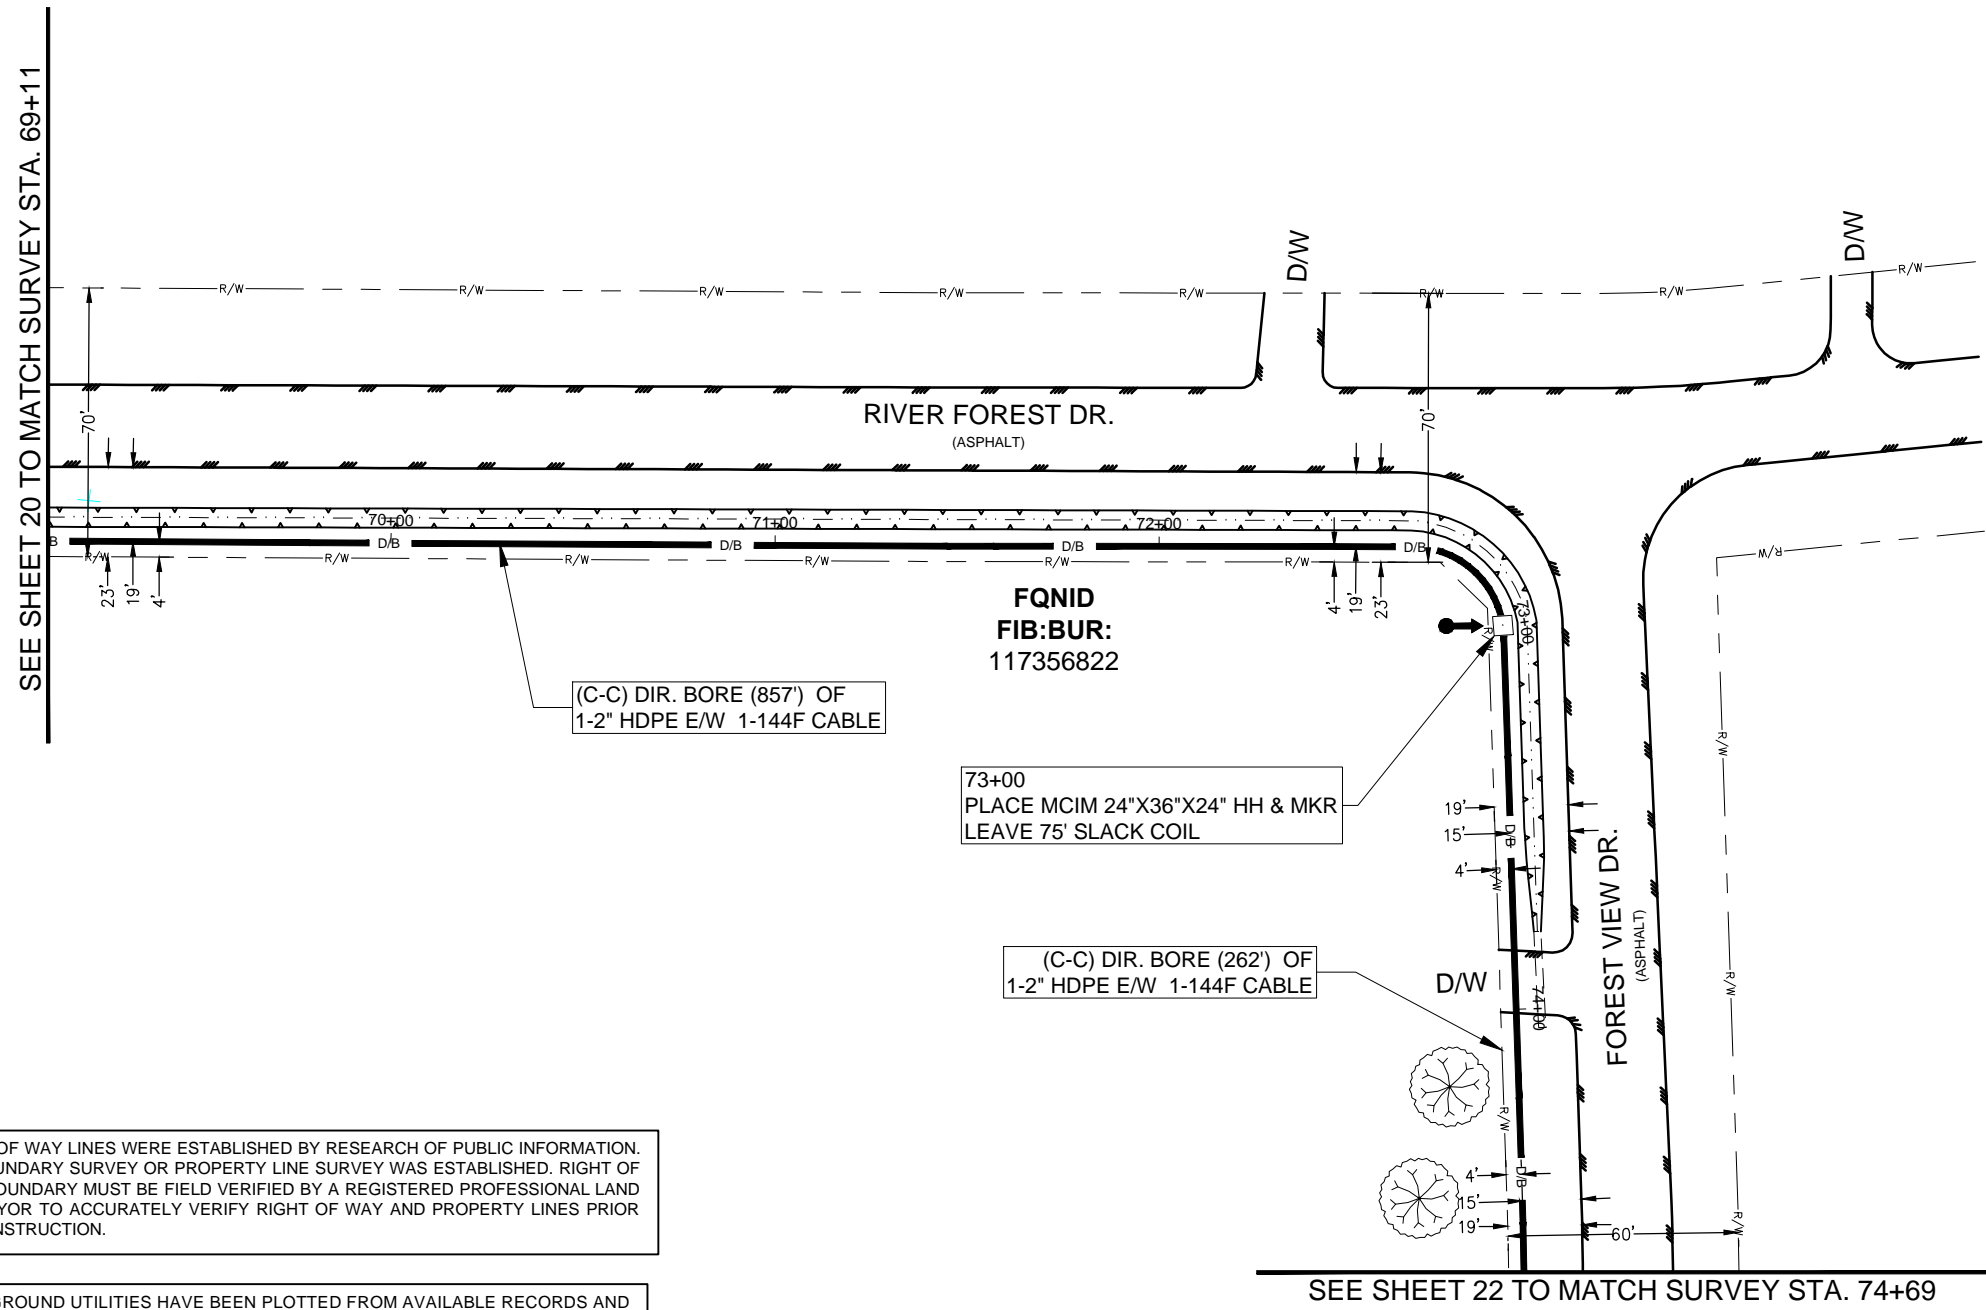 SEE SHEET 20 TO MATCH SURVEY STA. 69+11
D/W
D/W
R/W
R/W
R/W
R/W
R/W
R/W
R/W
R/W
70'
70'
RIVER FOREST DR.
(ASPHALT)
70+00
71+00
72+00
73+00
74+00
B
D/B
D/B
D/B
D/B
R/W
R/W
R/W
R/W
R/W
R/W
R/W
23'
19'
4'
4'
19'
23'
FQNID
FIB:BUR:
117356822
R/W
(C-C) DIR. BORE (857') OF
1-2" HDPE E/W 1-144F CABLE
R/W
73+00
PLACE MCIM 24"X36"X24" HH & MKR
LEAVE 75' SLACK COIL
19'
15'
4'
D/B
R/W
FOREST VIEW DR.
(ASPHALT)
(C-C) DIR. BORE (262') OF
1-2" HDPE E/W 1-144F CABLE
D/W
R/W
R/W
OF WAY LINES WERE ESTABLISHED BY RESEARCH OF PUBLIC INFORMATION.
UNDARY SURVEY OR PROPERTY LINE SURVEY WAS ESTABLISHED. RIGHT OF
OUNDARY MUST BE FIELD VERIFIED BY A REGISTERED PROFESSIONAL LAND
YOR TO ACCURATELY VERIFY RIGHT OF WAY AND PROPERTY LINES PRIOR
NSTRUCTION.
4'
15'
19'
D/B
60'
R/W
SEE SHEET 22 TO MATCH SURVEY STA. 74+69
GROUND UTILITIES HAVE BEEN PLOTTED FROM AVAILABLE RECORDS AND